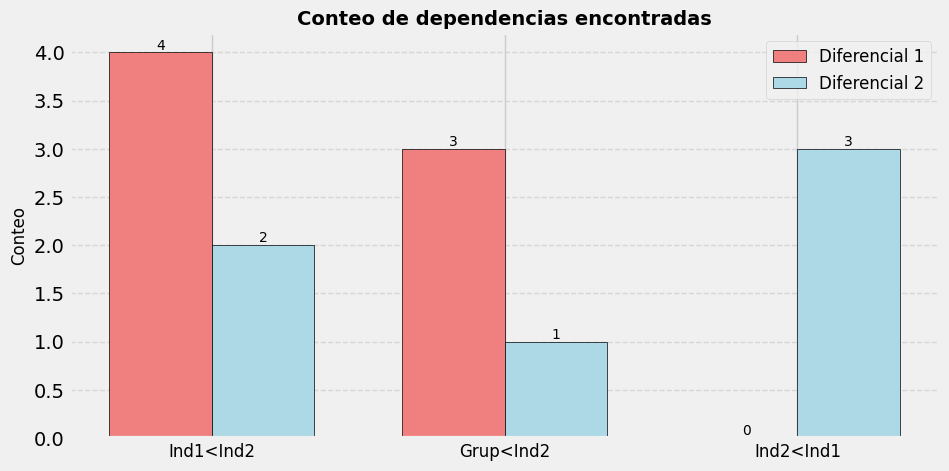 Conteo de dependencias encontradas
Diferencial 1
Diferencial 2
Conteo
4.0
3.5
3.0
2.5
2.0
1.5
1.0
0.5
0.0
4
2
3
1
0
3
Ind1<Ind2
Grup<Ind2
Ind2<Ind1